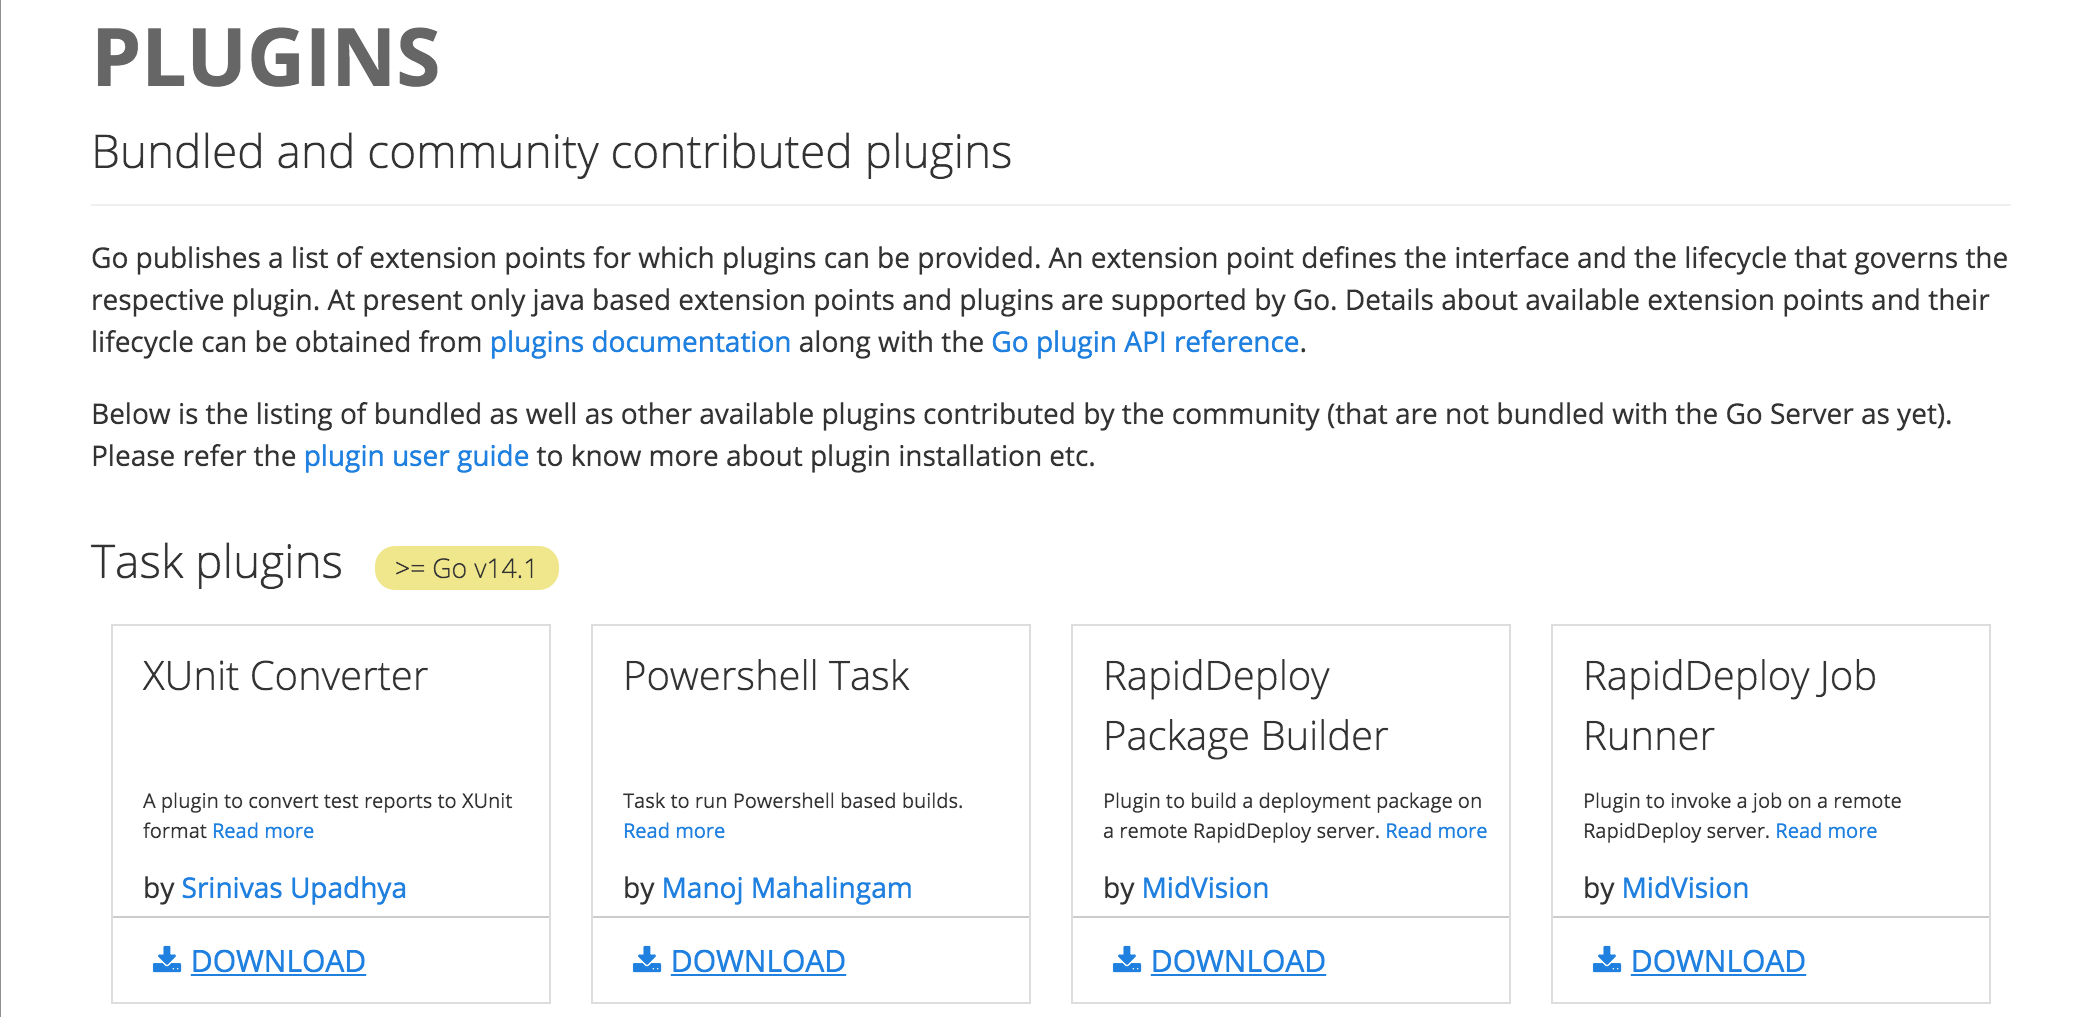 PLUGINS
Bundled and community contributed plugins
Go publishes a list of extension points for which plugins can be provided. An extension point defines the interface and the lifecycle that governs the
respective plugin. At present only java based extension points and plugins are supported by Go. Details about available extension points and their
lifecycle can be obtained from plugins documentation along with the Go plugin API reference.
Below is the listing of bundled as well as other available plugins contributed by the community (that are not bundled with the Go Server as yet).
Please refer the plugin user guide to know more about plugin installation etc.
Task plugins >= Go v14.1
XUnit Converter
A plugin to convert test reports to XUnit
format Read more
by Srinivas Upadhya
DOWNLOAD
Powershell Task
Task to run Powershell based builds.
Read more
by Manoj Mahalingam
DOWNLOAD
RapidDeploy
Package Builder
Plugin to build a deployment package on
a remote RapidDeploy server. Read more
by MidVision
DOWNLOAD
RapidDeploy Job
Runner
Plugin to invoke a job on a remote
RapidDeploy server. Read more
by MidVision
DOWNLOAD